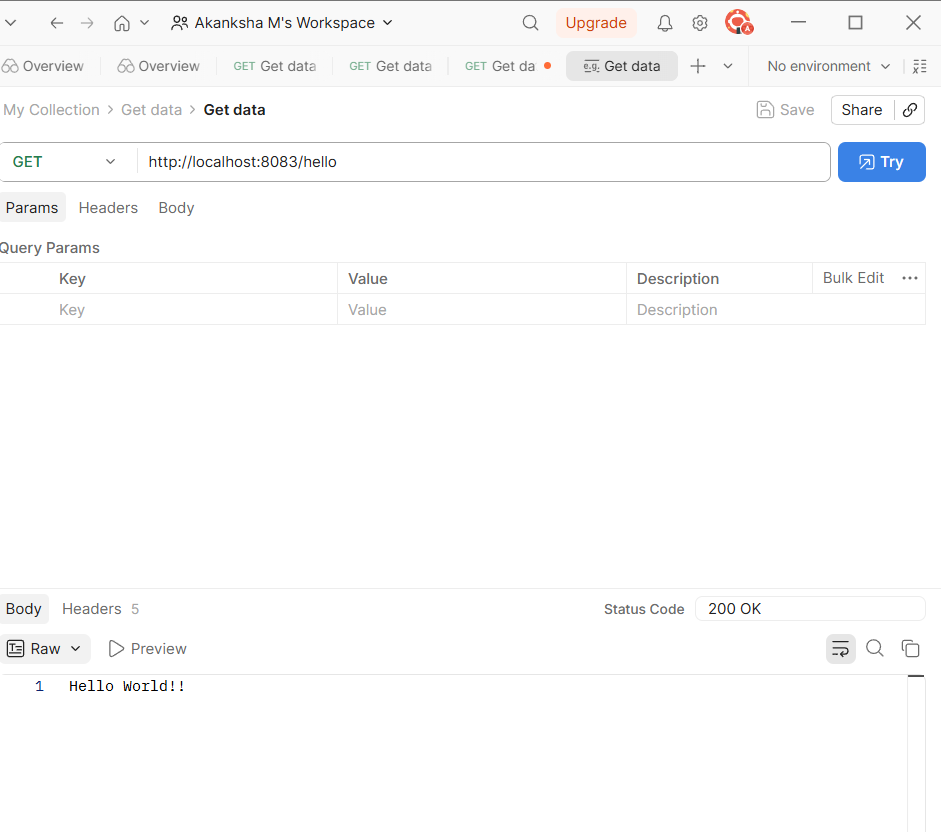 Akanksha M's Workspace Upgrade A
Overview Overview GET Get data GET Get data GET Get da e.g. Get data No environment
My Collection > Get data > Get data Save Share
GET http://localhost:8083/hello Try
Params Headers Body
Query Params
Key Value Description Bulk Edit
Key Value Description
Body Headers 5 Status Code 200 OK
Raw Preview
1 Hello World!!